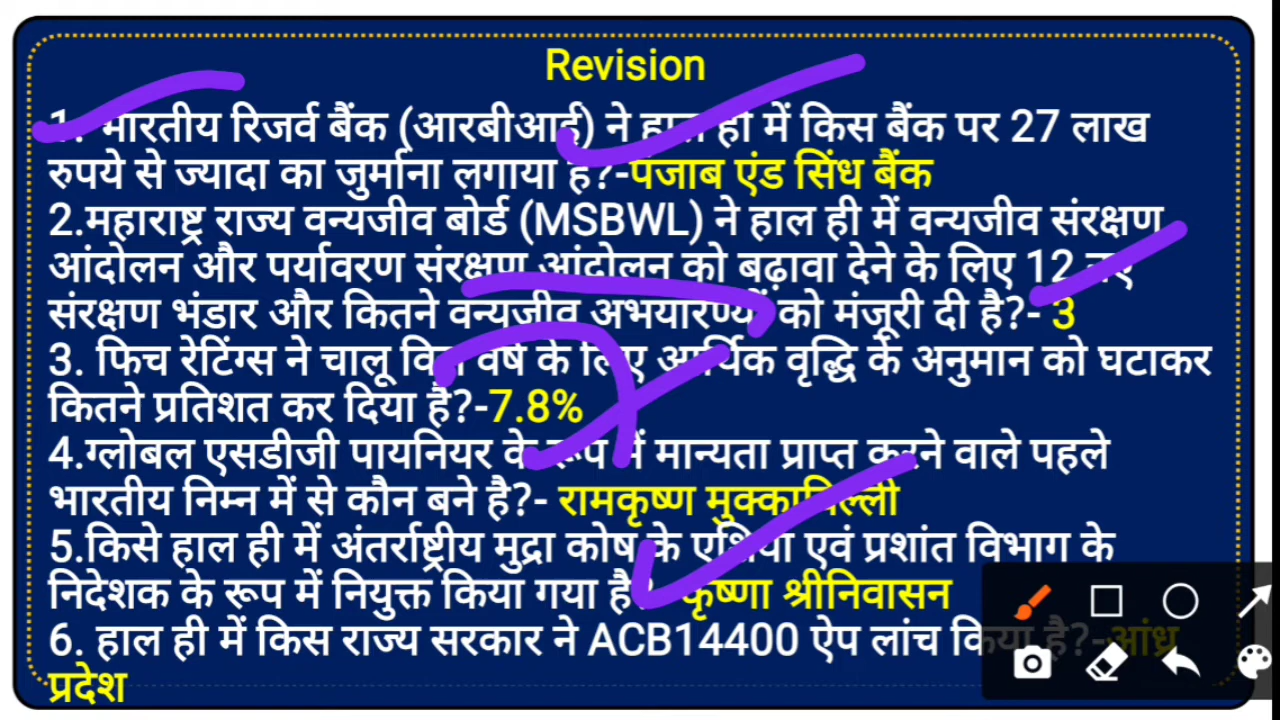 Revision
1. भारतीय रिजर्व बैंक (आरबीआई) ने हाल ही में किस बैंक पर 27 लाख
रुपये से ज्यादा का जुर्माना लगाया है?-पंजाब एंड सिंध बैंक
2.महाराष्ट्र राज्य वन्यजीव बोर्ड (MSBWL) ने हाल ही में वन्यजीव संरक्षण
आंदोलन और पर्यावरण संरक्षण आंदोलन को बढ़ावा देने के लिए 12 नए
संरक्षण भंडार और कितने वन्यजीव अभयारण्यों को मंजूरी दी है?- 3
3. फिच रेटिंग्स ने चालू वित्त वर्ष के लिए आर्थिक वृद्धि के अनुमान को घटाकर
कितने प्रतिशत कर दिया है?-7.8%
4.ग्लोबल एसडीजी पायनियर के रूप में मान्यता प्राप्त करने वाले पहले
भारतीय निम्न में से कौन बने है?- रामकृष्ण मुक्काविल्ली
5.किसे हाल ही में अंतर्राष्ट्रीय मुद्रा कोष के एशिया एवं प्रशांत विभाग के
निदेशक के रूप में नियुक्त किया गया है?- कृष्णा श्रीनिवासन
6. हाल ही में किस राज्य सरकार ने ACB14400 ऐप लांच किया है?-आंध्र
प्रदेश